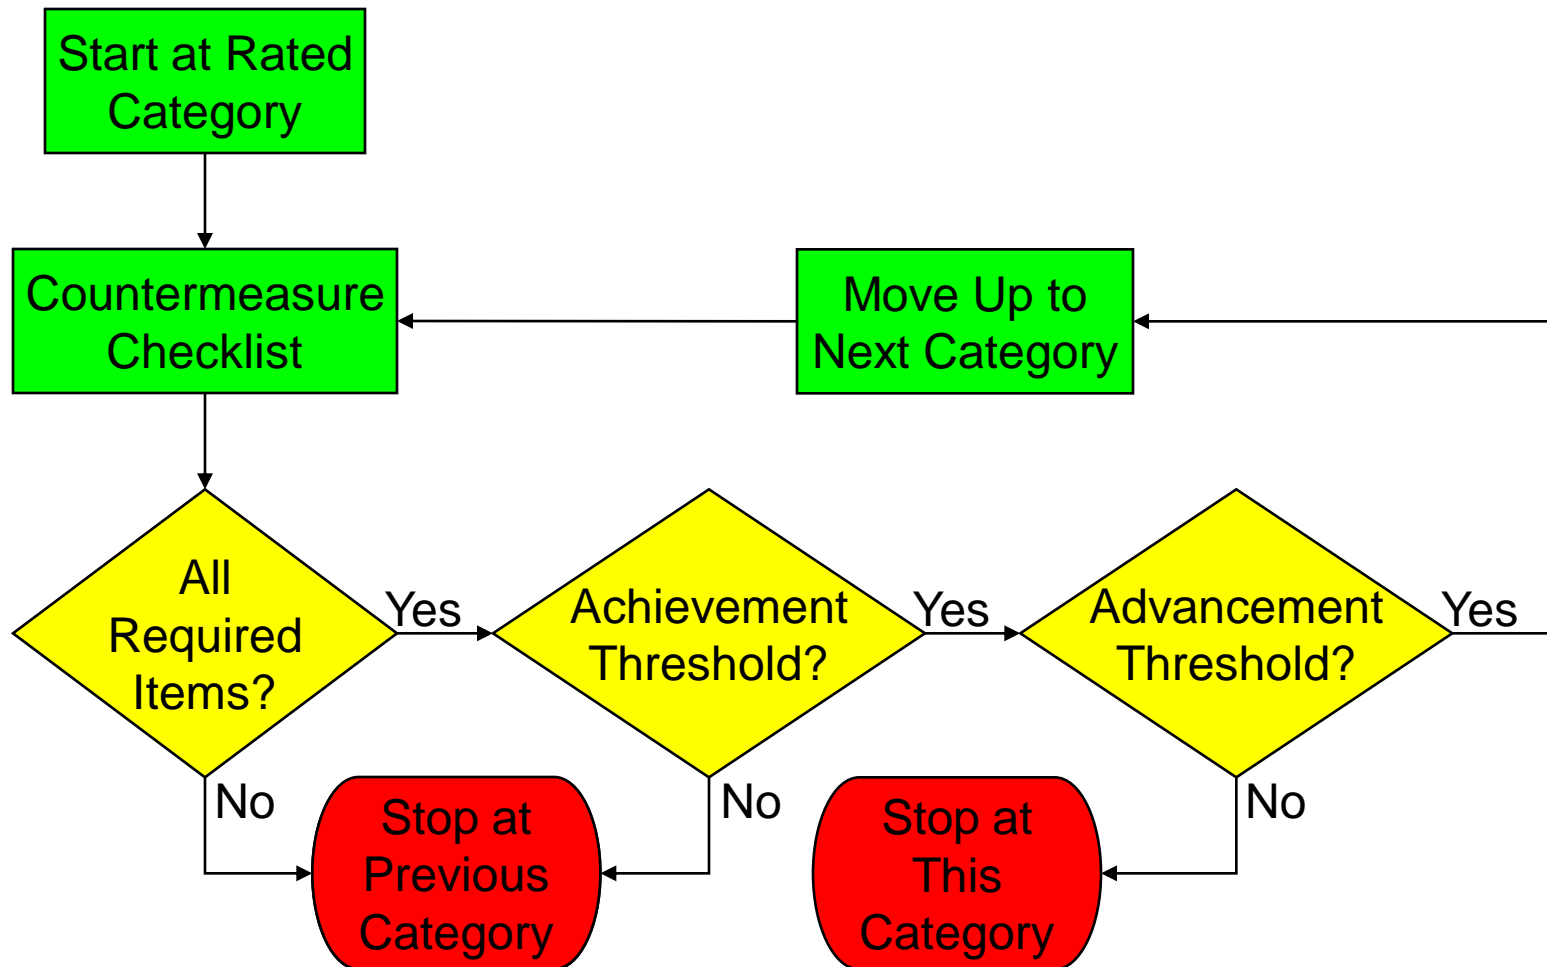 Start at Rated
Category
Countermeasure
Checklist
Move Up to
Next Category
All
Required
Items?
Yes
Achievement
Threshold?
Yes
Advancement
Threshold?
Yes
No
Stop at
Previous
Category
No
Stop at
This
Category
No